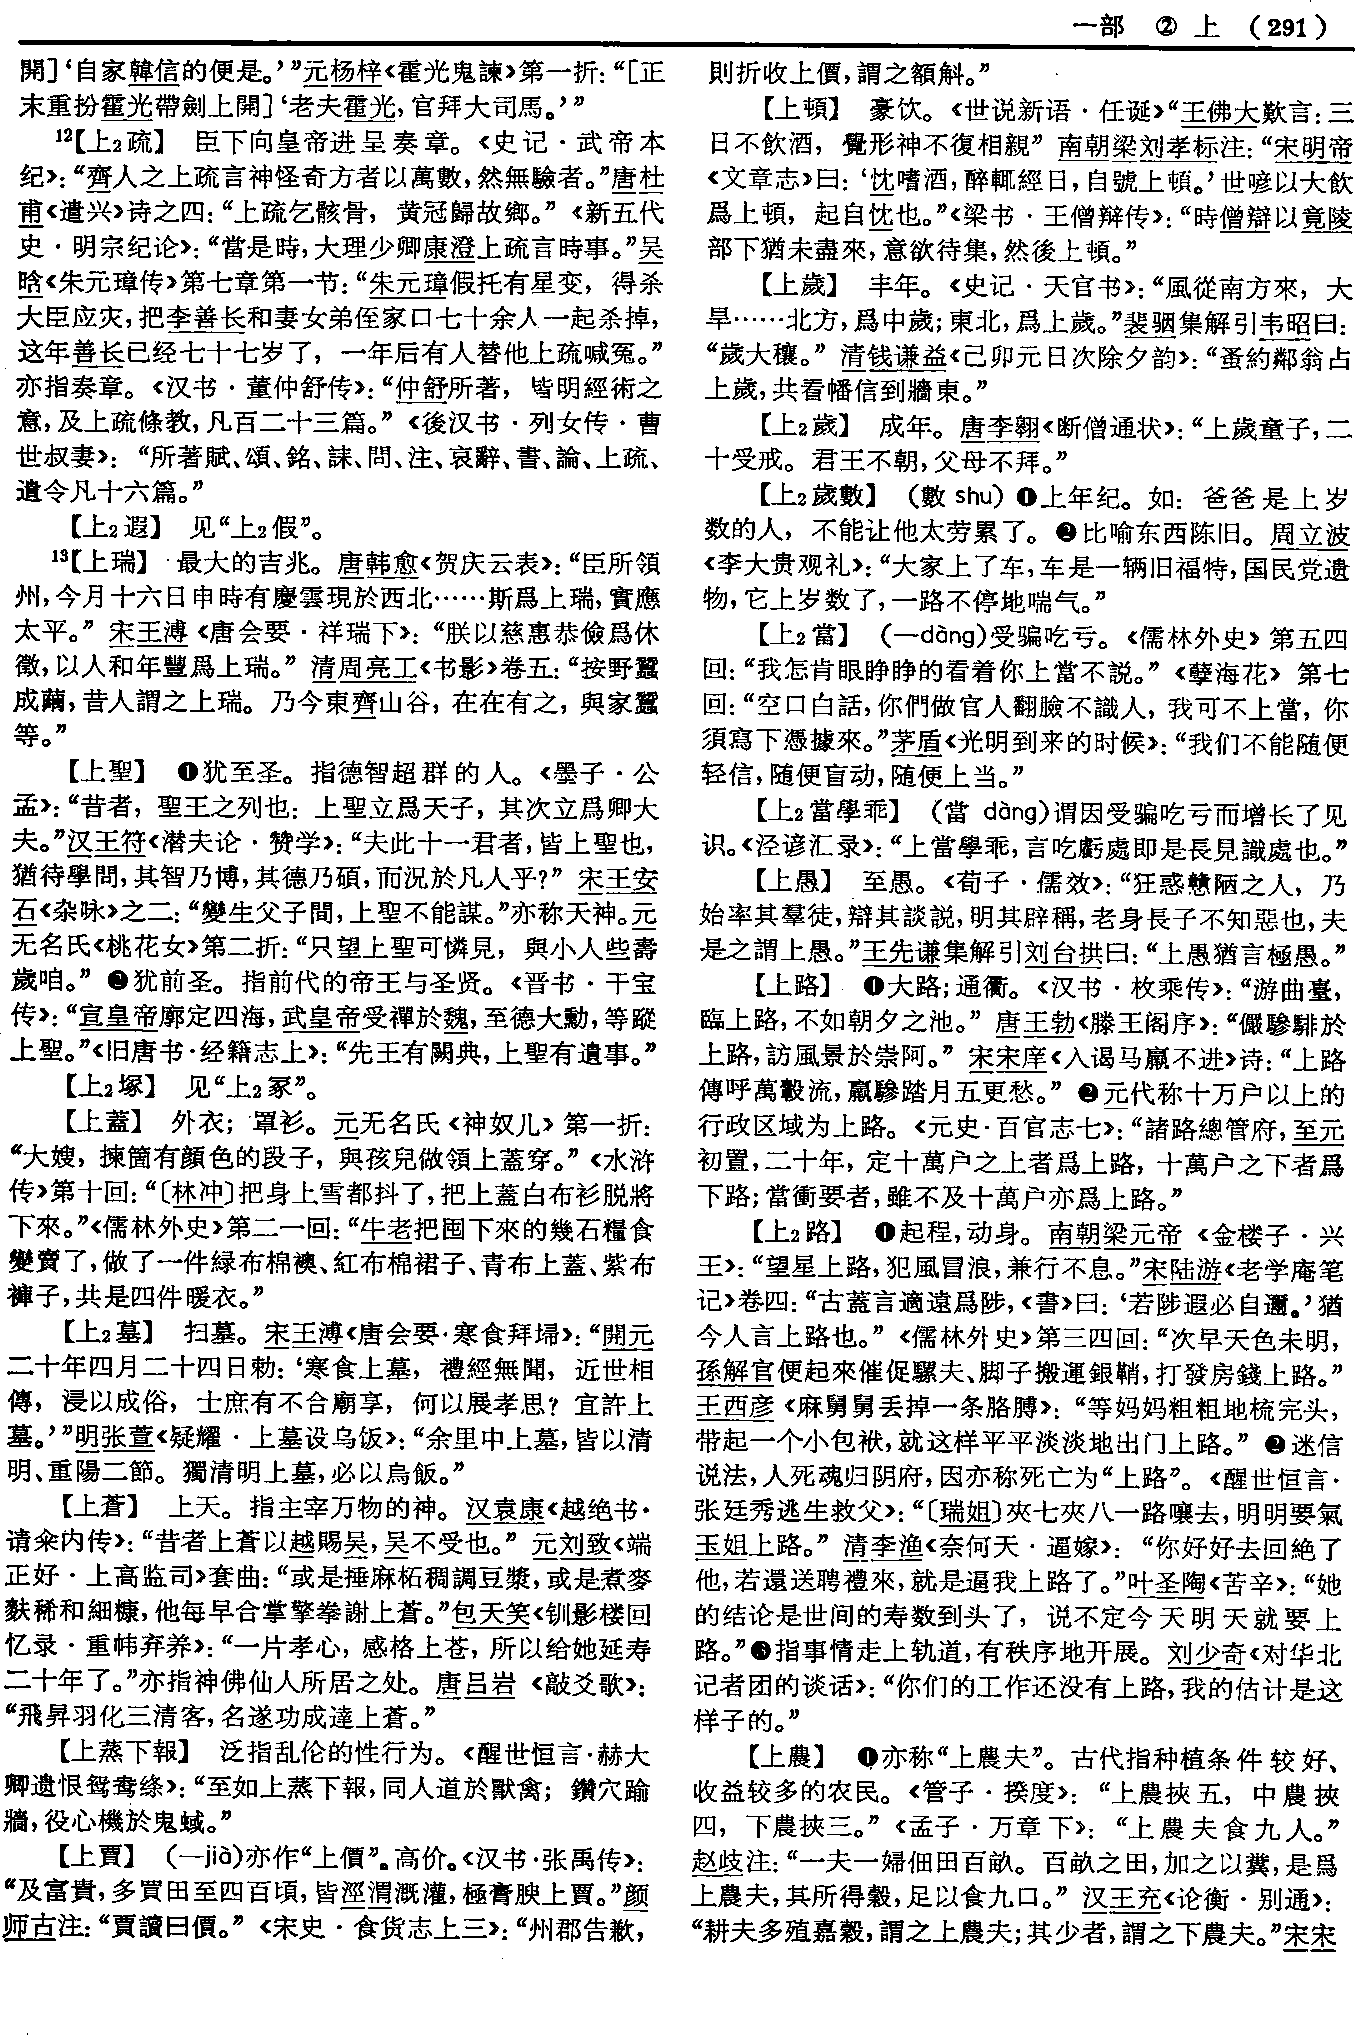 一部 ② 上 （291）
開]‘自家韓信的便是。’”元杨梓《霍光鬼諫》第一折：“[正
末重扮霍光帶劍上開]‘老夫霍光，官拜大司馬。’”
¹²【上₂疏】 臣下向皇帝进呈奏章。《史记·武帝本
纪》：“齊人之上疏言神怪奇方者以萬數，然無驗者。”唐杜
甫《遣兴》诗之四：“上疏乞骸骨，黄冠歸故鄉。”《新五代
史·明宗纪论》：“當是時，大理少卿康澄上疏言時事。”吴
晗《朱元璋传》第七章第一节：“朱元璋假托有星变，得杀
大臣应灾，把李善长和妻女弟侄家口七十余人一起杀掉，
这年善长已经七十七岁了，一年后有人替他上疏喊冤。”
亦指奏章。《汉书·董仲舒传》：“仲舒所著，皆明經術之
意，及上疏條教，凡百二十三篇。”《後汉书·列女传·曹
世叔妻》：“所著賦、頌、銘、誄、問、注、哀辭、書、論、上疏、
遺令凡十六篇。”
【上₂遐】 见“上₂假”。
¹³【上瑞】 最大的吉兆。唐韩愈《贺庆云表》：“臣所領
州，今月十六日申時有慶雲現於西北……斯爲上瑞，實應
太平。”宋王溥《唐会要·祥瑞下》：“朕以慈惠恭儉爲休
徵，以人和年豐爲上瑞。”清周亮工《书影》卷五：“按野蠶
成繭，昔人謂之上瑞。乃今東齊山谷，在在有之，與家蠶
等。”
【上聖】 ❶犹至圣。指德智超群的人。《墨子·公
孟》：“昔者，聖王之列也：上聖立爲天子，其次立爲卿大
夫。”汉王符《潜夫论·赞学》：“夫此十一君者，皆上聖也，
猶待學問，其智乃博，其德乃碩，而況於凡人乎？”宋王安
石《杂咏》之二：“變生父子間，上聖不能謀。”亦称天神。元
无名氏《桃花女》第二折：“只望上聖可憐見，與小人些壽
歲咱。”❷犹前圣。指前代的帝王与圣贤。《晋书·干宝
传》：“宣皇帝廓定四海，武皇帝受禪於魏，至德大勳，等蹤
上聖。”《旧唐书·经籍志上》：“先王有闕典，上聖有遺事。”
【上₂塚】 见“上₂冢”。
【上蓋】 外衣；罩衫。元无名氏《神奴儿》第一折：
“大嫂，揀箇有顏色的段子，與孩兒做領上蓋穿。”《水浒
传》第十回：“〔林冲〕把身上雪都抖了，把上蓋白布衫脱將
下來。”《儒林外史》第二一回：“牛老把囤下來的幾石糧食
變賣了，做了一件緑布棉襖、紅布棉裙子、青布上蓋、紫布
褲子，共是四件暖衣。”
【上₂墓】 扫墓。宋王溥《唐会要·寒食拜埽》：“開元
二十年四月二十四日勅：‘寒食上墓，禮經無聞，近世相
傳，浸以成俗，士庶有不合廟享，何以展孝思？宜許上
墓。’”明张萱《疑耀·上墓设乌饭》：“余里中上墓，皆以清
明、重陽二節。獨清明上墓，必以烏飯。”
【上蒼】 上天。指主宰万物的神。汉袁康《越绝书·
请籴内传》：“昔者上蒼以越賜吴，吴不受也。”元刘致《端
正好·上高监司》套曲：“或是捶麻柘稠調豆漿，或是煮麥
麩稀和細糠，他每早合掌擎拳謝上蒼。”包天笑《钏影楼回
忆录·重帏弃养》：“一片孝心，感格上苍，所以给她延寿
二十年了。”亦指神佛仙人所居之处。唐吕岩《敲爻歌》：
“飛昇羽化三清客，名遂功成達上蒼。”
【上蒸下報】 泛指乱伦的性行为。《醒世恒言·赫大
卿遗恨鸳鸯绦》：“至如上蒸下報，同人道於獸禽；鑽穴踰
牆，役心機於鬼蜮。”
【上賈】 （—jià）亦作“上價”。高价。《汉书·张禹传》：
“及富貴，多買田至四百頃，皆涇渭溉灌，極膏腴上賈。”颜
师古注：“賈讀曰價。”《宋史·食货志上三》：“州郡告歉，
則折收上價，謂之額斛。”
【上頓】 豪饮。《世说新语·任诞》“王佛大歎言：三
日不飲酒，覺形神不復相親”南朝梁刘孝标注：“宋明帝
《文章志》曰：‘忱嗜酒，醉輒經日，自號上頓。’世喭以大飲
爲上頓，起自忱也。”《梁书·王僧辩传》：“時僧辯以竟陵
部下猶未盡來，意欲待集，然後上頓。”
【上歲】 丰年。《史记·天官书》：“風從南方來，大
旱……北方，爲中歲；東北，爲上歲。”裴骃集解引韦昭曰：
“歲大穰。”清钱谦益《己卯元日次除夕韵》：“蚤約鄰翁占
上歲，共看幡信到牆東。”
【上₂歲】 成年。唐李翱《断僧通状》：“上歲童子，二
十受戒。君王不朝，父母不拜。”
【上₂歲數】 （數 shu）❶上年纪。如：爸爸是上岁
数的人，不能让他太劳累了。❷比喻东西陈旧。周立波
《李大贵观礼》：“大家上了车，车是一辆旧福特，国民党遗
物，它上岁数了，一路不停地喘气。”
【上₂當】 （—dàng）受骗吃亏。《儒林外史》第五四
回：“我怎肯眼睁睁的看着你上當不説。”《孽海花》第七
回：“空口白話，你們做官人翻臉不識人，我可不上當，你
須寫下憑據來。”茅盾《光明到来的时候》：“我们不能随便
轻信，随便盲动，随便上当。”
【上₂當學乖】 （當 dàng）谓因受骗吃亏而增长了见
识。《泾谚汇录》：“上當學乖，言吃虧處即是長見識處也。”
【上愚】 至愚。《荀子·儒效》：“狂惑戇陋之人，乃
始率其羣徒，辯其談説，明其辟稱，老身長子不知惡也，夫
是之謂上愚。”王先谦集解引刘台拱曰：“上愚猶言極愚。”
【上路】 ❶大路；通衢。《汉书·枚乘传》：“游曲臺，
臨上路，不如朝夕之池。”唐王勃《滕王阁序》：“儼驂騑於
上路，訪風景於崇阿。”宋宋庠《入谒马羸不进》诗：“上路
傳呼萬轂流，羸驂踏月五更愁。”❷元代称十万户以上的
行政区域为上路。《元史·百官志七》：“諸路總管府，至元
初置，二十年，定十萬户之上者爲上路，十萬户之下者爲
下路；當衝要者，雖不及十萬户亦爲上路。”
【上₂路】 ❶起程，动身。南朝梁元帝《金楼子·兴
王》：“望星上路，犯風冒浪，兼行不息。”宋陆游《老学庵笔
记》卷四：“古蓋言適遠爲陟，《書》曰：‘若陟遐必自邇。’猶
今人言上路也。”《儒林外史》第三四回：“次早天色未明，
孫解官便起來催促騾夫、脚子搬運銀鞘，打發房錢上路。”
王西彦《麻舅舅丢掉一条胳膊》：“等妈妈粗粗地梳完头，
带起一个小包袱，就这样平平淡淡地出门上路。”❷迷信
说法，人死魂归阴府，因亦称死亡为“上路”。《醒世恒言·
张廷秀逃生救父》：“〔瑞姐〕夾七夾八一路嚷去，明明要氣
玉姐上路。”清李渔《奈何天·逼嫁》：“你好好去回絶了
他，若還送聘禮來，就是逼我上路了。”叶圣陶《苦辛》：“她
的结论是世间的寿数到头了，说不定今天明天就要上
路。”❸指事情走上轨道，有秩序地开展。刘少奇《对华北
记者团的谈话》：“你们的工作还没有上路，我的估计是这
样子的。”
【上農】 ❶亦称“上農夫”。古代指种植条件较好、
收益较多的农民。《管子·揆度》：“上農挾五，中農挾
四，下農挾三。”《孟子·万章下》：“上農夫食九人。”
赵歧注：“一夫一婦佃田百畝。百畝之田，加之以糞，是爲
上農夫，其所得穀，足以食九口。”汉王充《论衡·别通》：
“耕夫多殖嘉穀，謂之上農夫；其少者，謂之下農夫。”宋宋